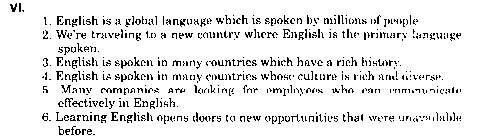 VI.
1. English is a global language which is spoken by millions of people
2. We're traveling to a new country where English is the primary language
spoken.
3. English is spoken in many countries which have a rich history.
4. English is spoken in many countries whose culture is rich and diverse.
5 Many companies are looking for employees who can communicate
effectively in English.
6. Learning English opens doors to new opportunities that were unavailable
before.